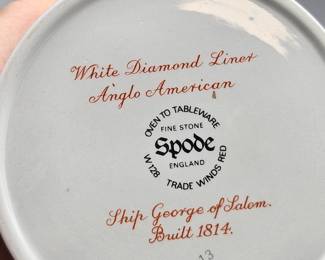 White Diamond Liner
Anglo American
OVEN TO TABLEWARE
FINE STONE
Spode
ENGLAND
W128 TRADE WINDS RED
Ship George of Salem.
Built 1814.
13